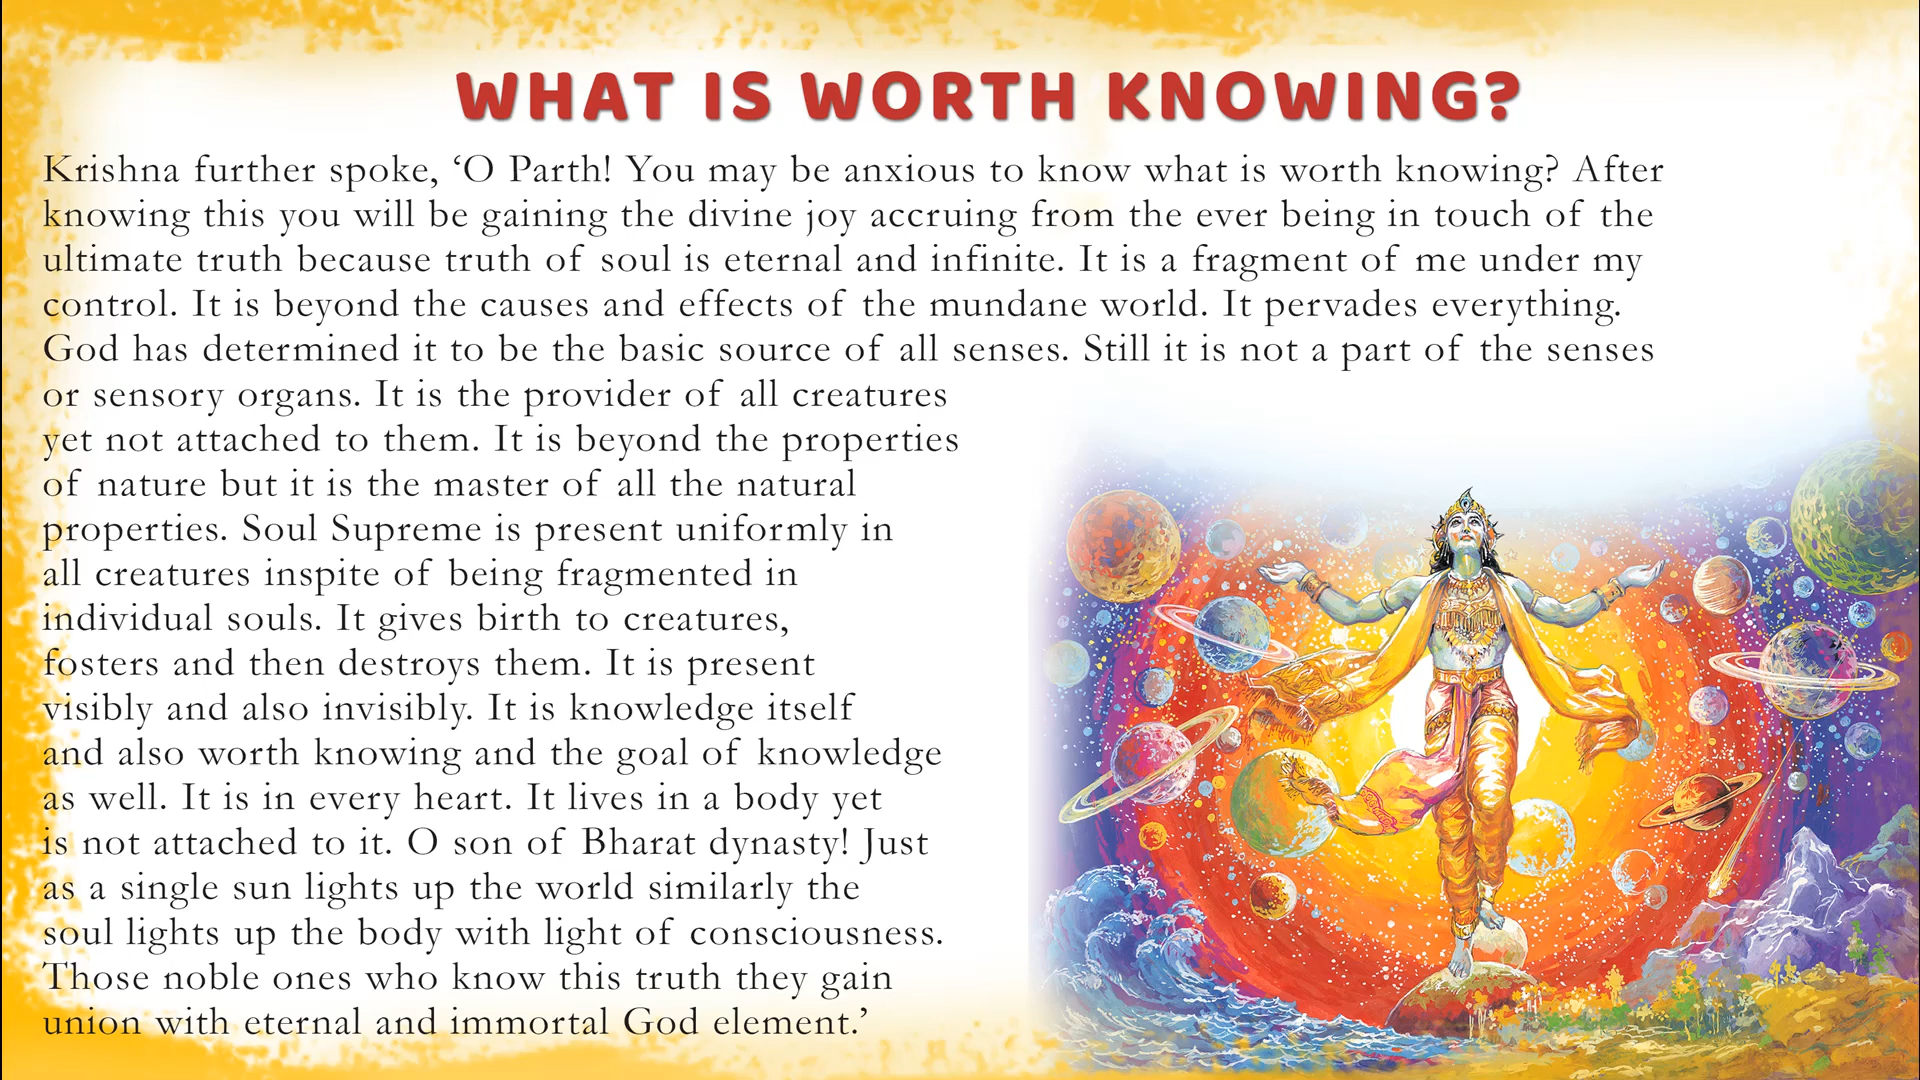 WHAT IS WORTH KNOWING?
Krishna further spoke, ‘O Parth! You may be anxious to know what is worth knowing? After
knowing this you will be gaining the divine joy accruing from the ever being in touch of the
ultimate truth because truth of soul is eternal and infinite. It is a fragment of me under my
control. It is beyond the causes and effects of the mundane world. It pervades everything.
God has determined it to be the basic source of all senses. Still it is not a part of the senses
or sensory organs. It is the provider of all creatures
yet not attached to them. It is beyond the properties
of nature but it is the master of all the natural
properties. Soul Supreme is present uniformly in
all creatures inspite of being fragmented in
individual souls. It gives birth to creatures,
fosters and then destroys them. It is present
visibly and also invisibly. It is knowledge itself
and also worth knowing and the goal of knowledge
as well. It is in every heart. It lives in a body yet
is not attached to it. O son of Bharat dynasty! Just
as a single sun lights up the world similarly the
soul lights up the body with light of consciousness.
Those noble ones who know this truth they gain
union with eternal and immortal God element.’